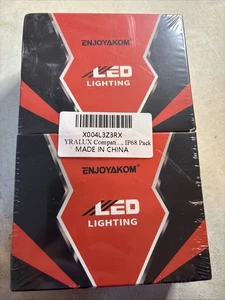 ENJOYAKOM
LED
LIGHTING
X004L3Z3RX
YRALUX Compati..., IP68 Pack
MADE IN CHINA
ENJOYAKOM
LED
LIGHTING